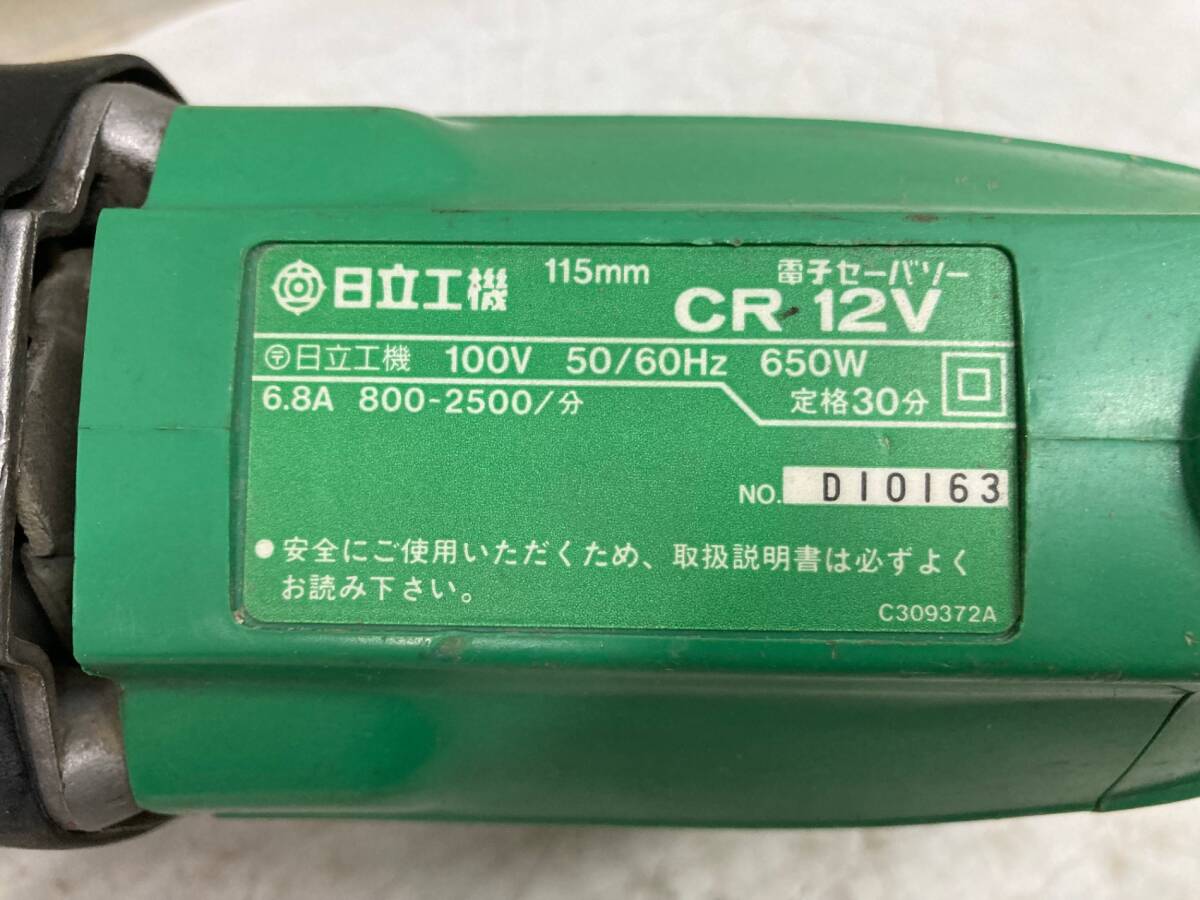 日立工機 115mm 電子セーバソー
CR 12V
〶日立工機 100V 50/60Hz 650W
6.8A 800-2500/分 定格30分
NO. D10163
●安全にご使用いただくため、取扱説明書は必ずよく
お読み下さい。
C309372A